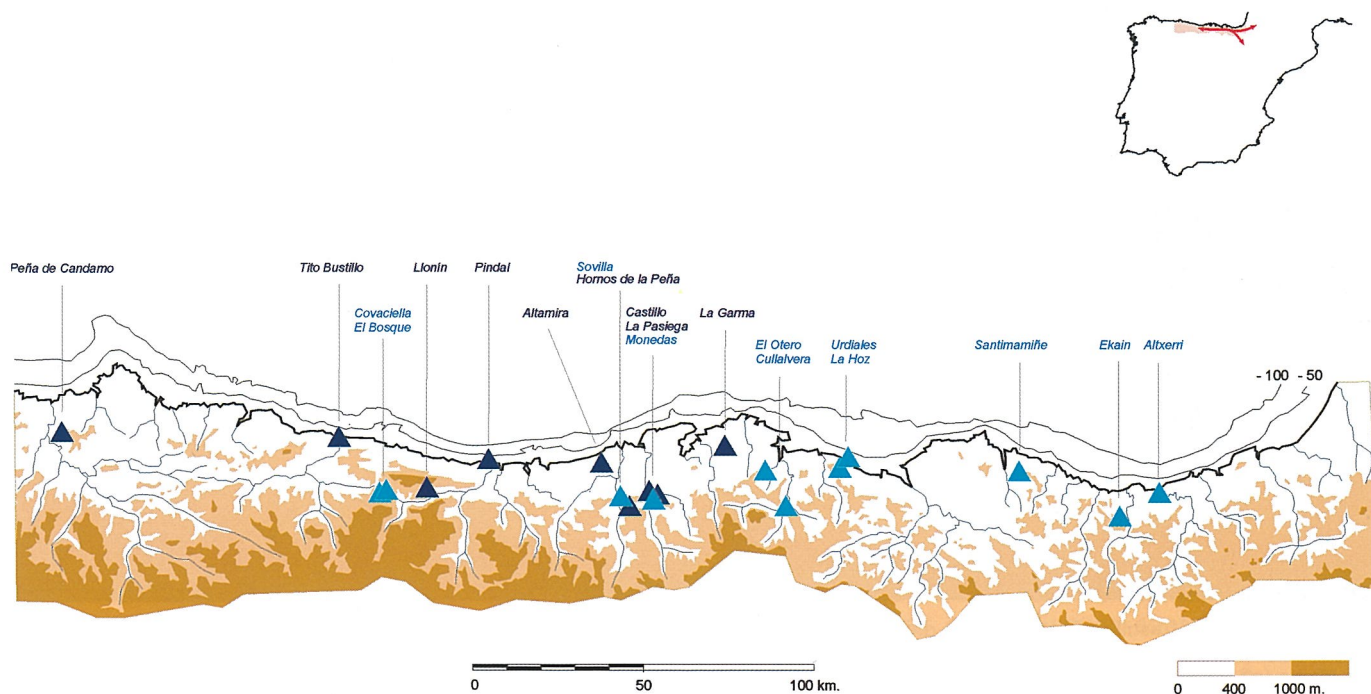 Peña de Candamo
Tito Bustillo
Llonín
Pindal
Sovilla
Hornos de la Peña
Covaciella
El Bosque
Altamira
Castillo
La Pasiega
Monedas
La Garma
El Otero
Cullalvera
Urdiales
La Hoz
Santimamiñe
Ekain
Altxerri
- 100
- 50
0
50
100 km.
0
400
1000 m.